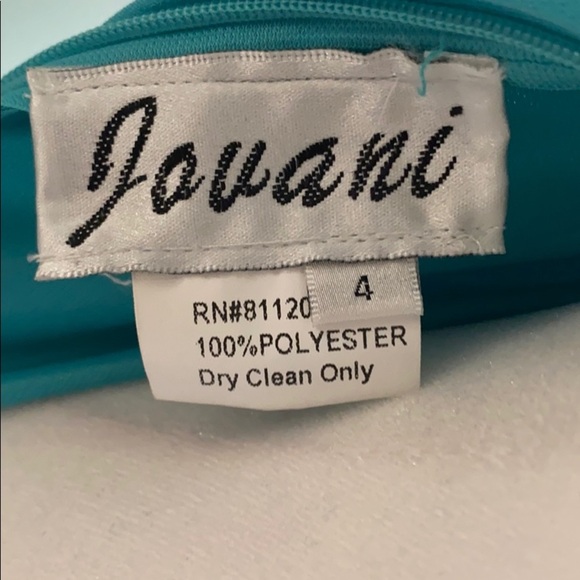 Jovani
4
RN#81120
100%POLYESTER
Dry Clean Only